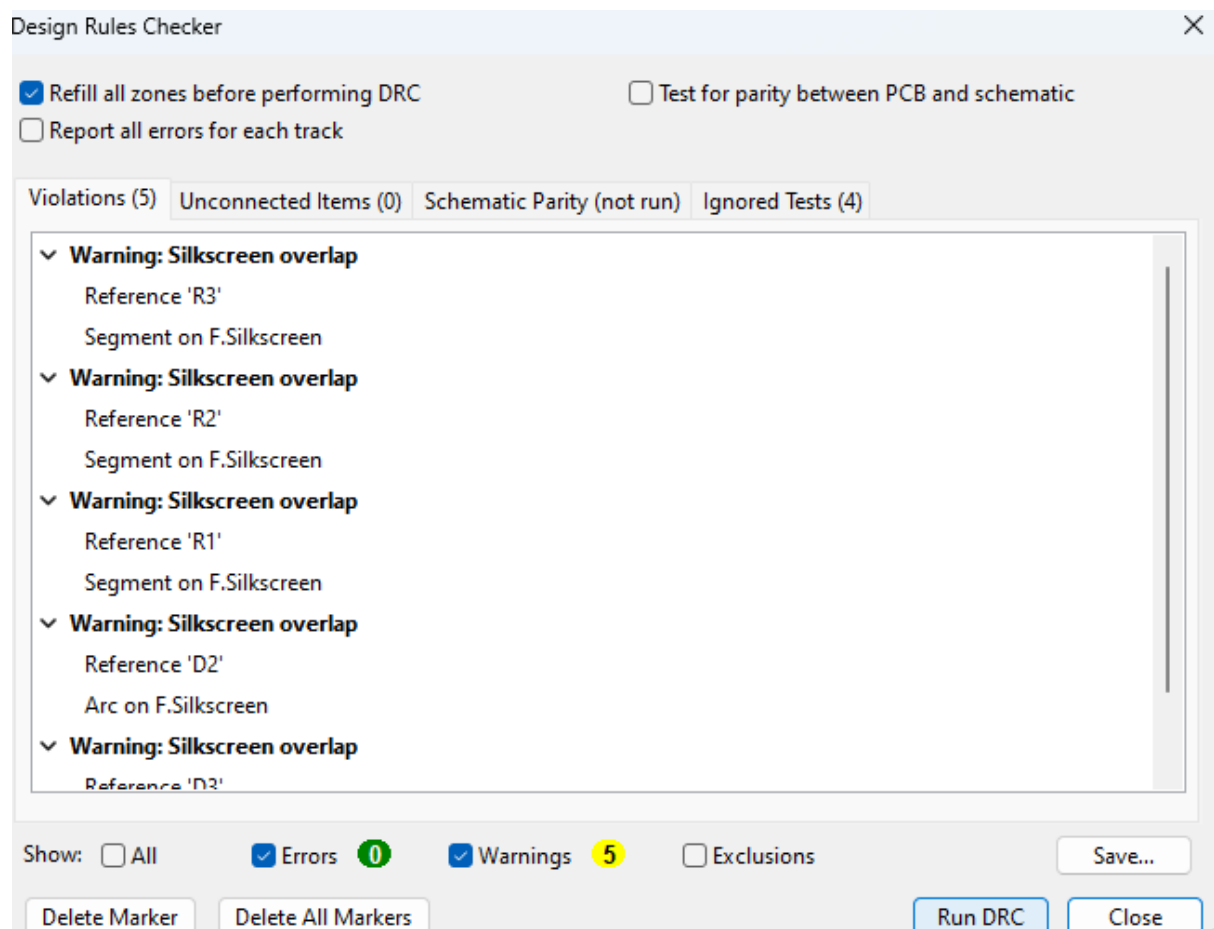 Design Rules Checker
Refill all zones before performing DRC
Test for parity between PCB and schematic
Report all errors for each track
Violations (5) Unconnected Items (0) Schematic Parity (not run) Ignored Tests (4)
Warning: Silkscreen overlap
Reference 'R3'
Segment on F.Silkscreen
Warning: Silkscreen overlap
Reference 'R2'
Segment on F.Silkscreen
Warning: Silkscreen overlap
Reference 'R1'
Segment on F.Silkscreen
Warning: Silkscreen overlap
Reference 'D2'
Arc on F.Silkscreen
Warning: Silkscreen overlap
Reference 'D3'
Show: All Errors 0 Warnings 5 Exclusions Save...
Delete Marker Delete All Markers Run DRC Close